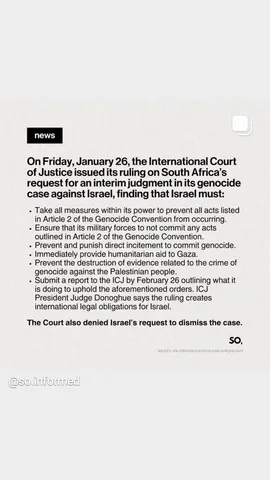 news
On Friday, January 26, the International Court
of Justice issued its ruling on South Africa's
request for an interim judgment in its genocide
case against Israel, finding that Israel must:
• Take all measures within its power to prevent all acts listed
in Article 2 of the Genocide Convention from occurring.
• Ensure that its military forces to not commit any acts
outlined in Article 2 of the Genocide Convention.
• Prevent and punish direct incitement to commit genocide.
• Immediately provide humanitarian aid to Gaza.
• Prevent the destruction of evidence related to the crime of
genocide against the Palestinian people.
• Submit a report to the ICJ by February 26 outlining what it
is doing to uphold the aforementioned orders. ICJ
President Judge Donoghue says the ruling creates
international legal obligations for Israel.
The Court also denied Israel's request to dismiss the case.
SO,
@so.informed